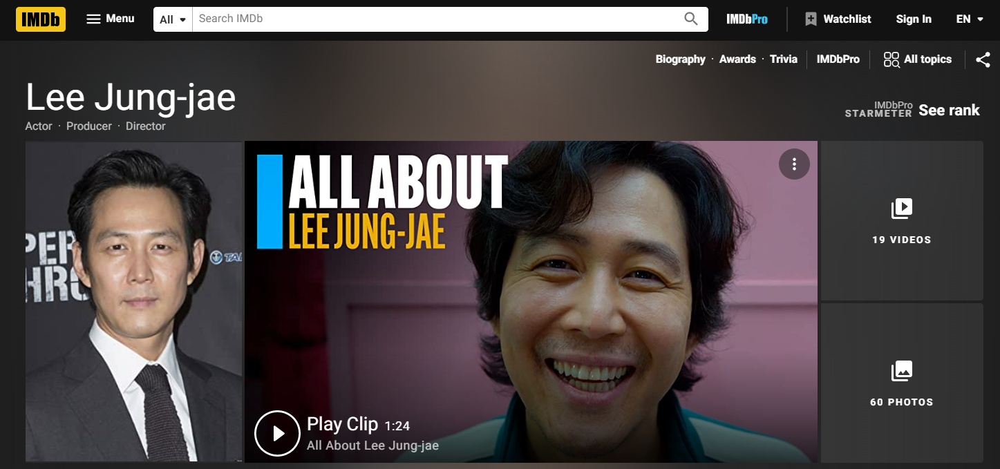 IMDb Menu All Search IMDb IMDbPro Watchlist Sign In EN
Biography · Awards · Trivia IMDbPro All topics
Lee Jung-jae
Actor · Producer · Director
IMDbPro
STARMETER See rank
ALL ABOUT
LEE JUNG-JAE
19 VIDEOS
60 PHOTOS
Play Clip 1:24
All About Lee Jung-jae